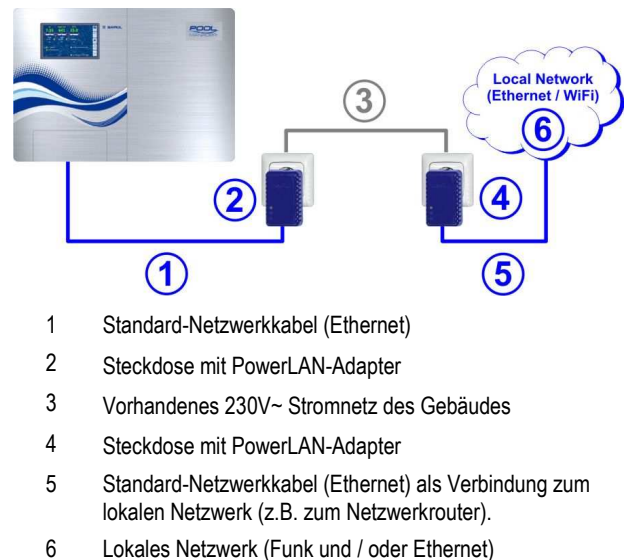 BAYROL
POOL
Local Network
(Ethernet / WiFi)
3
6
2
4
1
5
1 Standard-Netzwerkkabel (Ethernet)
2 Steckdose mit PowerLAN-Adapter
3 Vorhandenes 230V~ Stromnetz des Gebäudes
4 Steckdose mit PowerLAN-Adapter
5 Standard-Netzwerkkabel (Ethernet) als Verbindung zum
lokalen Netzwerk (z.B. zum Netzwerkrouter).
6 Lokales Netzwerk (Funk und / oder Ethernet)